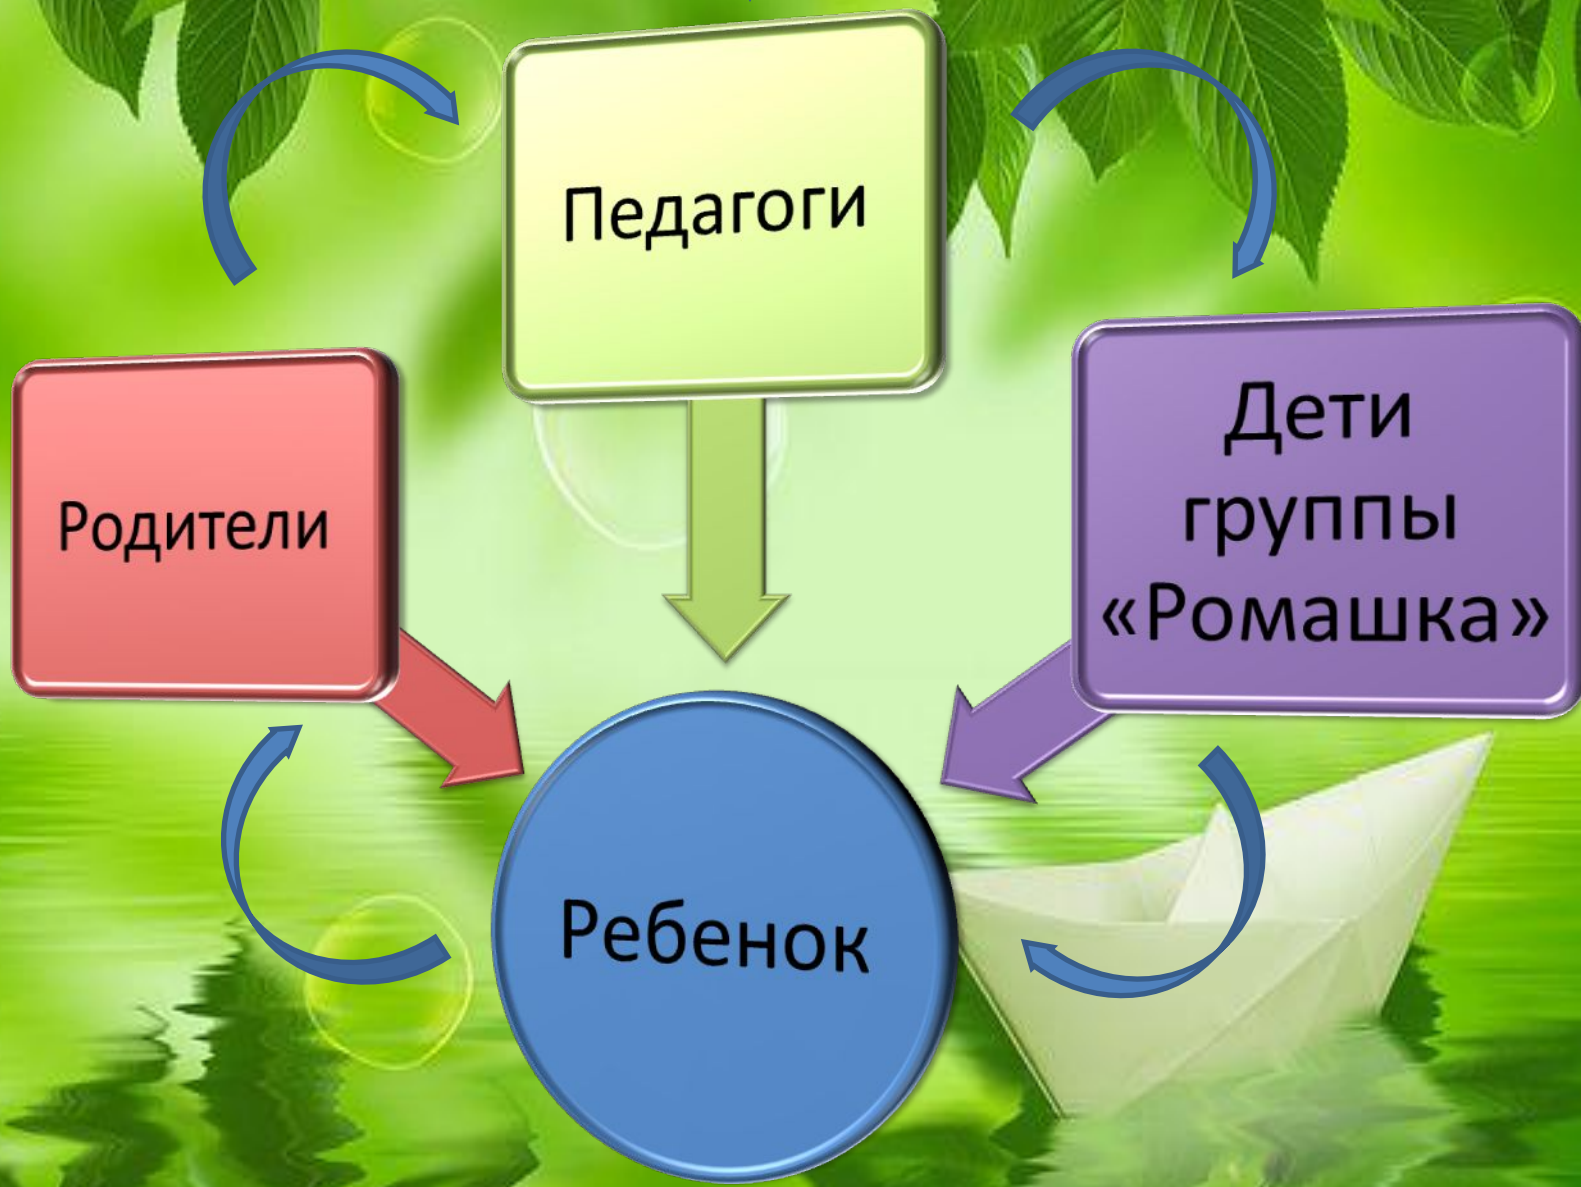 Педагоги
Родители
Дети
группы
«Ромашка»
Ребенок